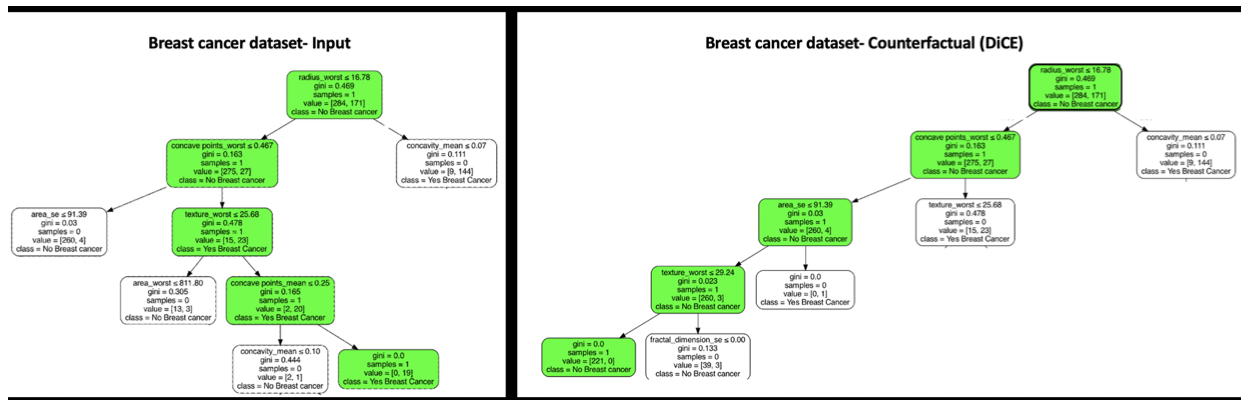 Breast cancer dataset- Input
radius_worst ≤ 16.78
gini = 0.469
samples = 1
value = [284, 171]
class = No Breast cancer
concave points_worst ≤ 0.467
gini = 0.163
samples = 1
value = [275, 27]
class = No Breast cancer
concavity_mean ≤ 0.07
gini = 0.111
samples = 0
value = [9, 144]
class = Yes Breast Cancer
area_se ≤ 91.39
gini = 0.03
samples = 0
value = [260, 4]
class = No Breast cancer
texture_worst ≤ 25.68
gini = 0.478
samples = 1
value = [15, 23]
class = Yes Breast Cancer
area_worst ≤ 811.80
gini = 0.305
samples = 0
value = [13, 3]
class = No Breast cancer
concave points_mean ≤ 0.25
gini = 0.165
samples = 1
value = [2, 20]
class = Yes Breast Cancer
concavity_mean ≤ 0.10
gini = 0.444
samples = 0
value = [2, 1]
class = No Breast cancer
gini = 0.0
samples = 1
value = [0, 19]
class = Yes Breast Cancer
Breast cancer dataset- Counterfactual (DiCE)
radius_worst ≤ 16.78
gini = 0.469
samples = 1
value = [284, 171]
class = No Breast cancer
concave points_worst ≤ 0.467
gini = 0.163
samples = 1
value = [275, 27]
class = No Breast cancer
concavity_mean ≤ 0.07
gini = 0.111
samples = 0
value = [9, 144]
class = Yes Breast Cancer
area_se ≤ 91.39
gini = 0.03
samples = 1
value = [260, 4]
class = No Breast cancer
texture_worst ≤ 25.68
gini = 0.478
samples = 0
value = [15, 23]
class = Yes Breast Cancer
texture_worst ≤ 29.24
gini = 0.023
samples = 1
value = [260, 3]
class = No Breast cancer
gini = 0.0
samples = 0
value = [0, 1]
class = Yes Breast Cancer
gini = 0.0
samples = 1
value = [221, 0]
class = No Breast cancer
fractal_dimension_se ≤ 0.00
gini = 0.133
samples = 0
value = [39, 3]
class = No Breast cancer